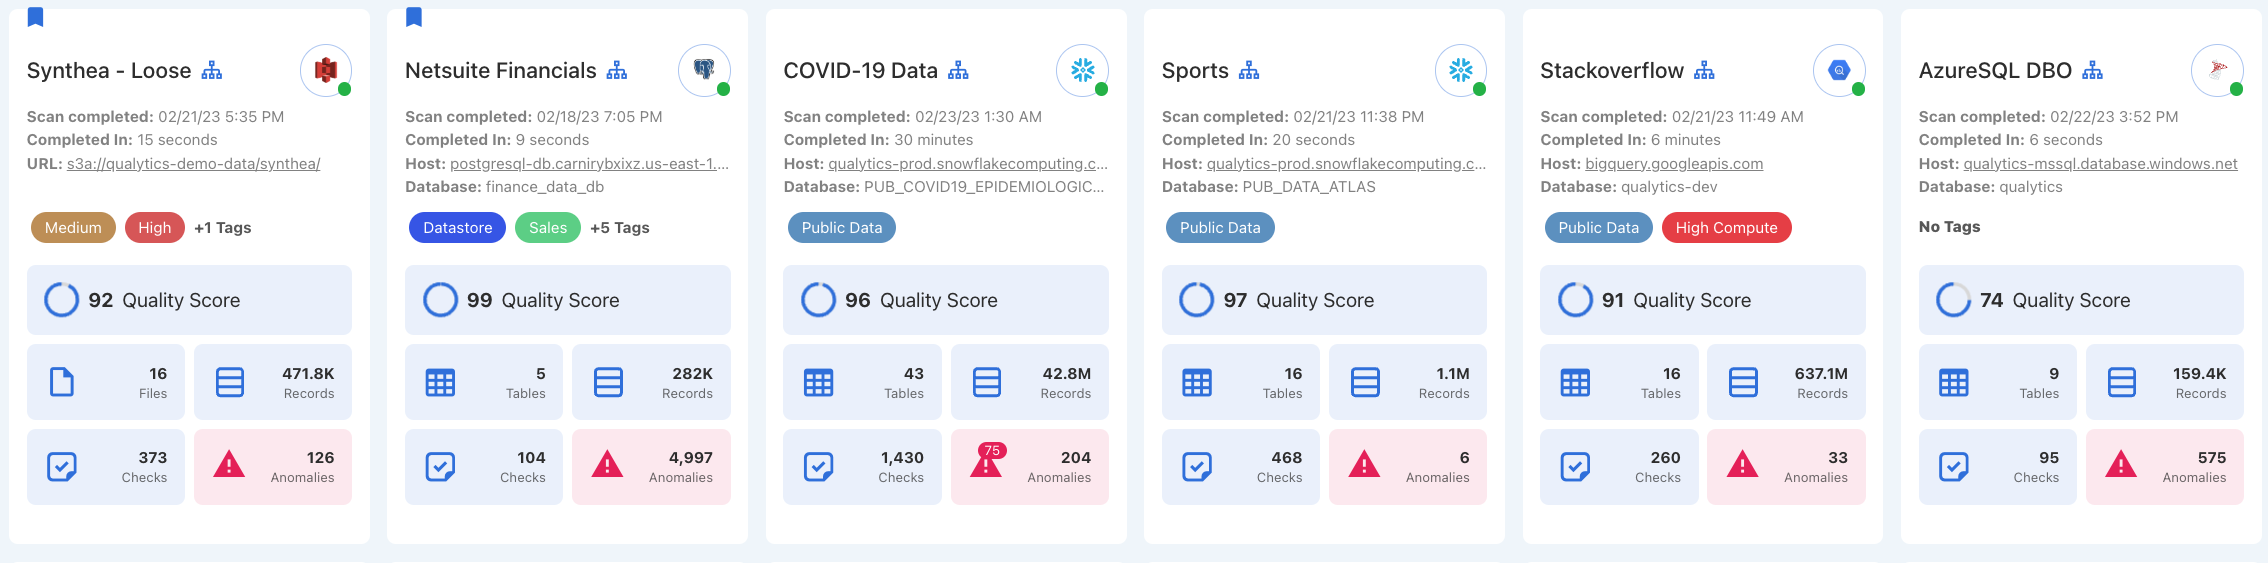 Synthea - Loose
Scan completed: 02/21/23 5:35 PM
Completed In: 15 seconds
URL: s3a://qualytics-demo-data/synthea/
Medium High +1 Tags
92 Quality Score
16
Files
471.8K
Records
373
Checks
126
Anomalies
Netsuite Financials
Scan completed: 02/18/23 7:05 PM
Completed In: 9 seconds
Host: postgresql-db.carnirybxixz.us-east-1....
Database: finance_data_db
Datastore Sales +5 Tags
99 Quality Score
5
Tables
282K
Records
104
Checks
4,997
Anomalies
COVID-19 Data
Scan completed: 02/23/23 1:30 AM
Completed In: 30 minutes
Host: qualytics-prod.snowflakecomputing.c...
Database: PUB_COVID19_EPIDEMIOLOGIC...
Public Data
96 Quality Score
43
Tables
42.8M
Records
1,430
Checks
75
204
Anomalies
Sports
Scan completed: 02/21/23 11:38 PM
Completed In: 20 seconds
Host: qualytics-prod.snowflakecomputing.c...
Database: PUB_DATA_ATLAS
Public Data
97 Quality Score
16
Tables
1.1M
Records
468
Checks
6
Anomalies
Stackoverflow
Scan completed: 02/21/23 11:49 AM
Completed In: 6 minutes
Host: bigquery.googleapis.com
Database: qualytics-dev
Public Data High Compute
91 Quality Score
16
Tables
637.1M
Records
260
Checks
33
Anomalies
AzureSQL DBO
Scan completed: 02/22/23 3:52 PM
Completed In: 6 seconds
Host: qualytics-mssql.database.windows.net
Database: qualytics
No Tags
74 Quality Score
9
Tables
159.4K
Records
95
Checks
575
Anomalies